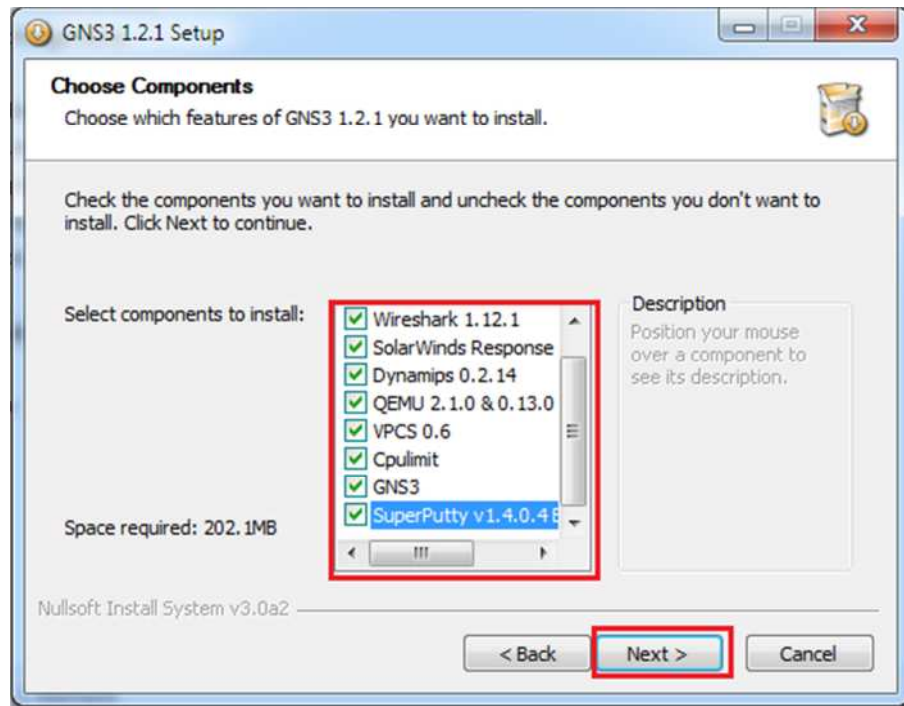 GNS3 1.2.1 Setup
Choose Components
Choose which features of GNS3 1.2.1 you want to install.
Check the components you want to install and uncheck the components you don't want to
install. Click Next to continue.
Select components to install:
Wireshark 1.12.1
SolarWinds Response
Dynamips 0.2.14
QEMU 2.1.0 & 0.13.0
VPCS 0.6
Cpulimit
GNS3
SuperPutty v1.4.0.4
Description
Position your mouse
over a component to
see its description.
Space required: 202.1MB
Nullsoft Install System v3.0a2
< Back
Next >
Cancel